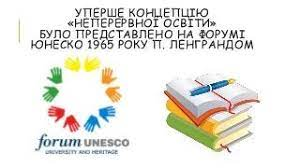 УПЕРШЕ КОНЦЕПЦІЮ
«НЕПЕРЕРВНОЇ ОСВІТИ»
БУЛО ПРЕДСТАВЛЕНО НА ФОРУМІ
ЮНЕСКО 1965 РОКУ П. ЛЕНГРАНДОМ
forum UNESCO
UNIVERSITY AND HERITAGE